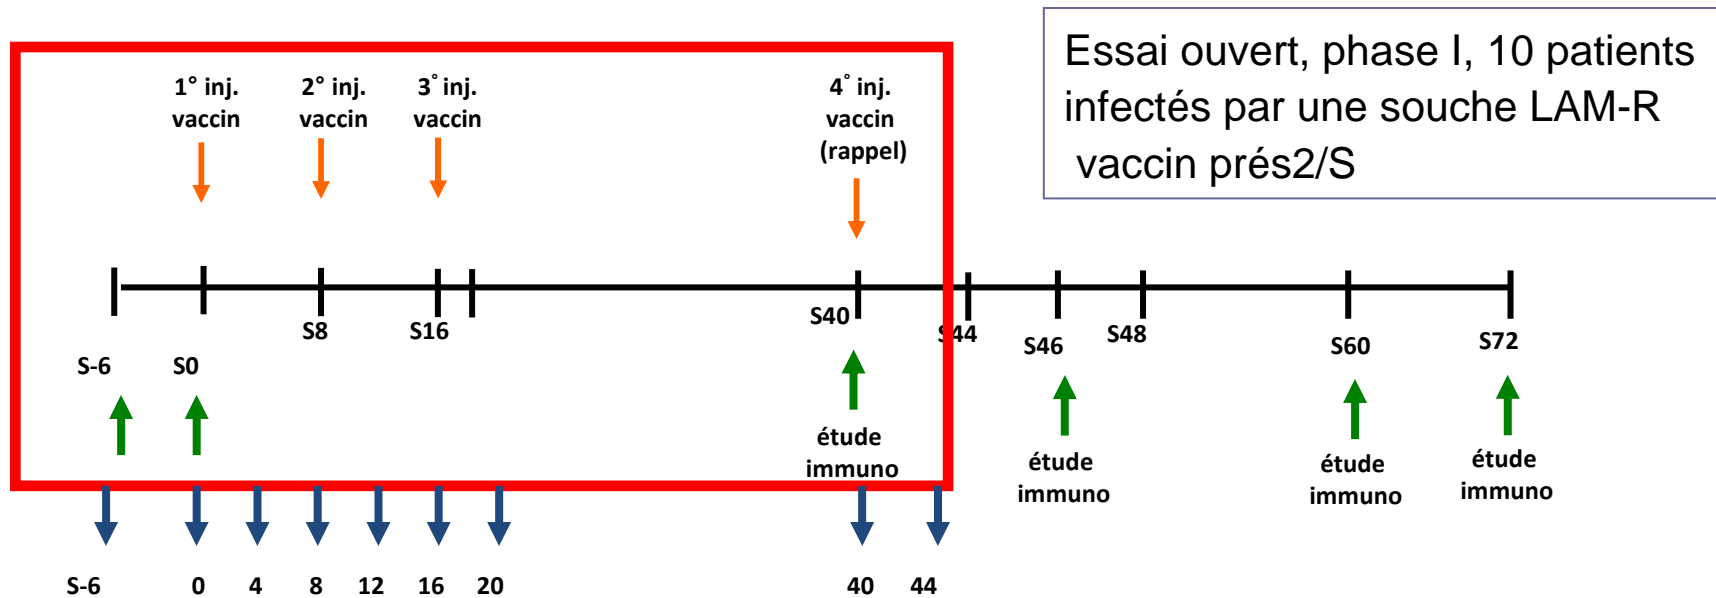 Essai ouvert, phase I, 10 patients
infectés par une souche LAM-R
vaccin prés2/S
1° inj.
vaccin
2° inj.
vaccin
3° inj.
vaccin
4° inj.
vaccin
(rappel)
S-6
S0
S8
S16
S40
S44
S46
S48
S60
S72
étude
immuno
étude
immuno
étude
immuno
étude
immuno
S-6 0 4 8 12 16 20 40 44